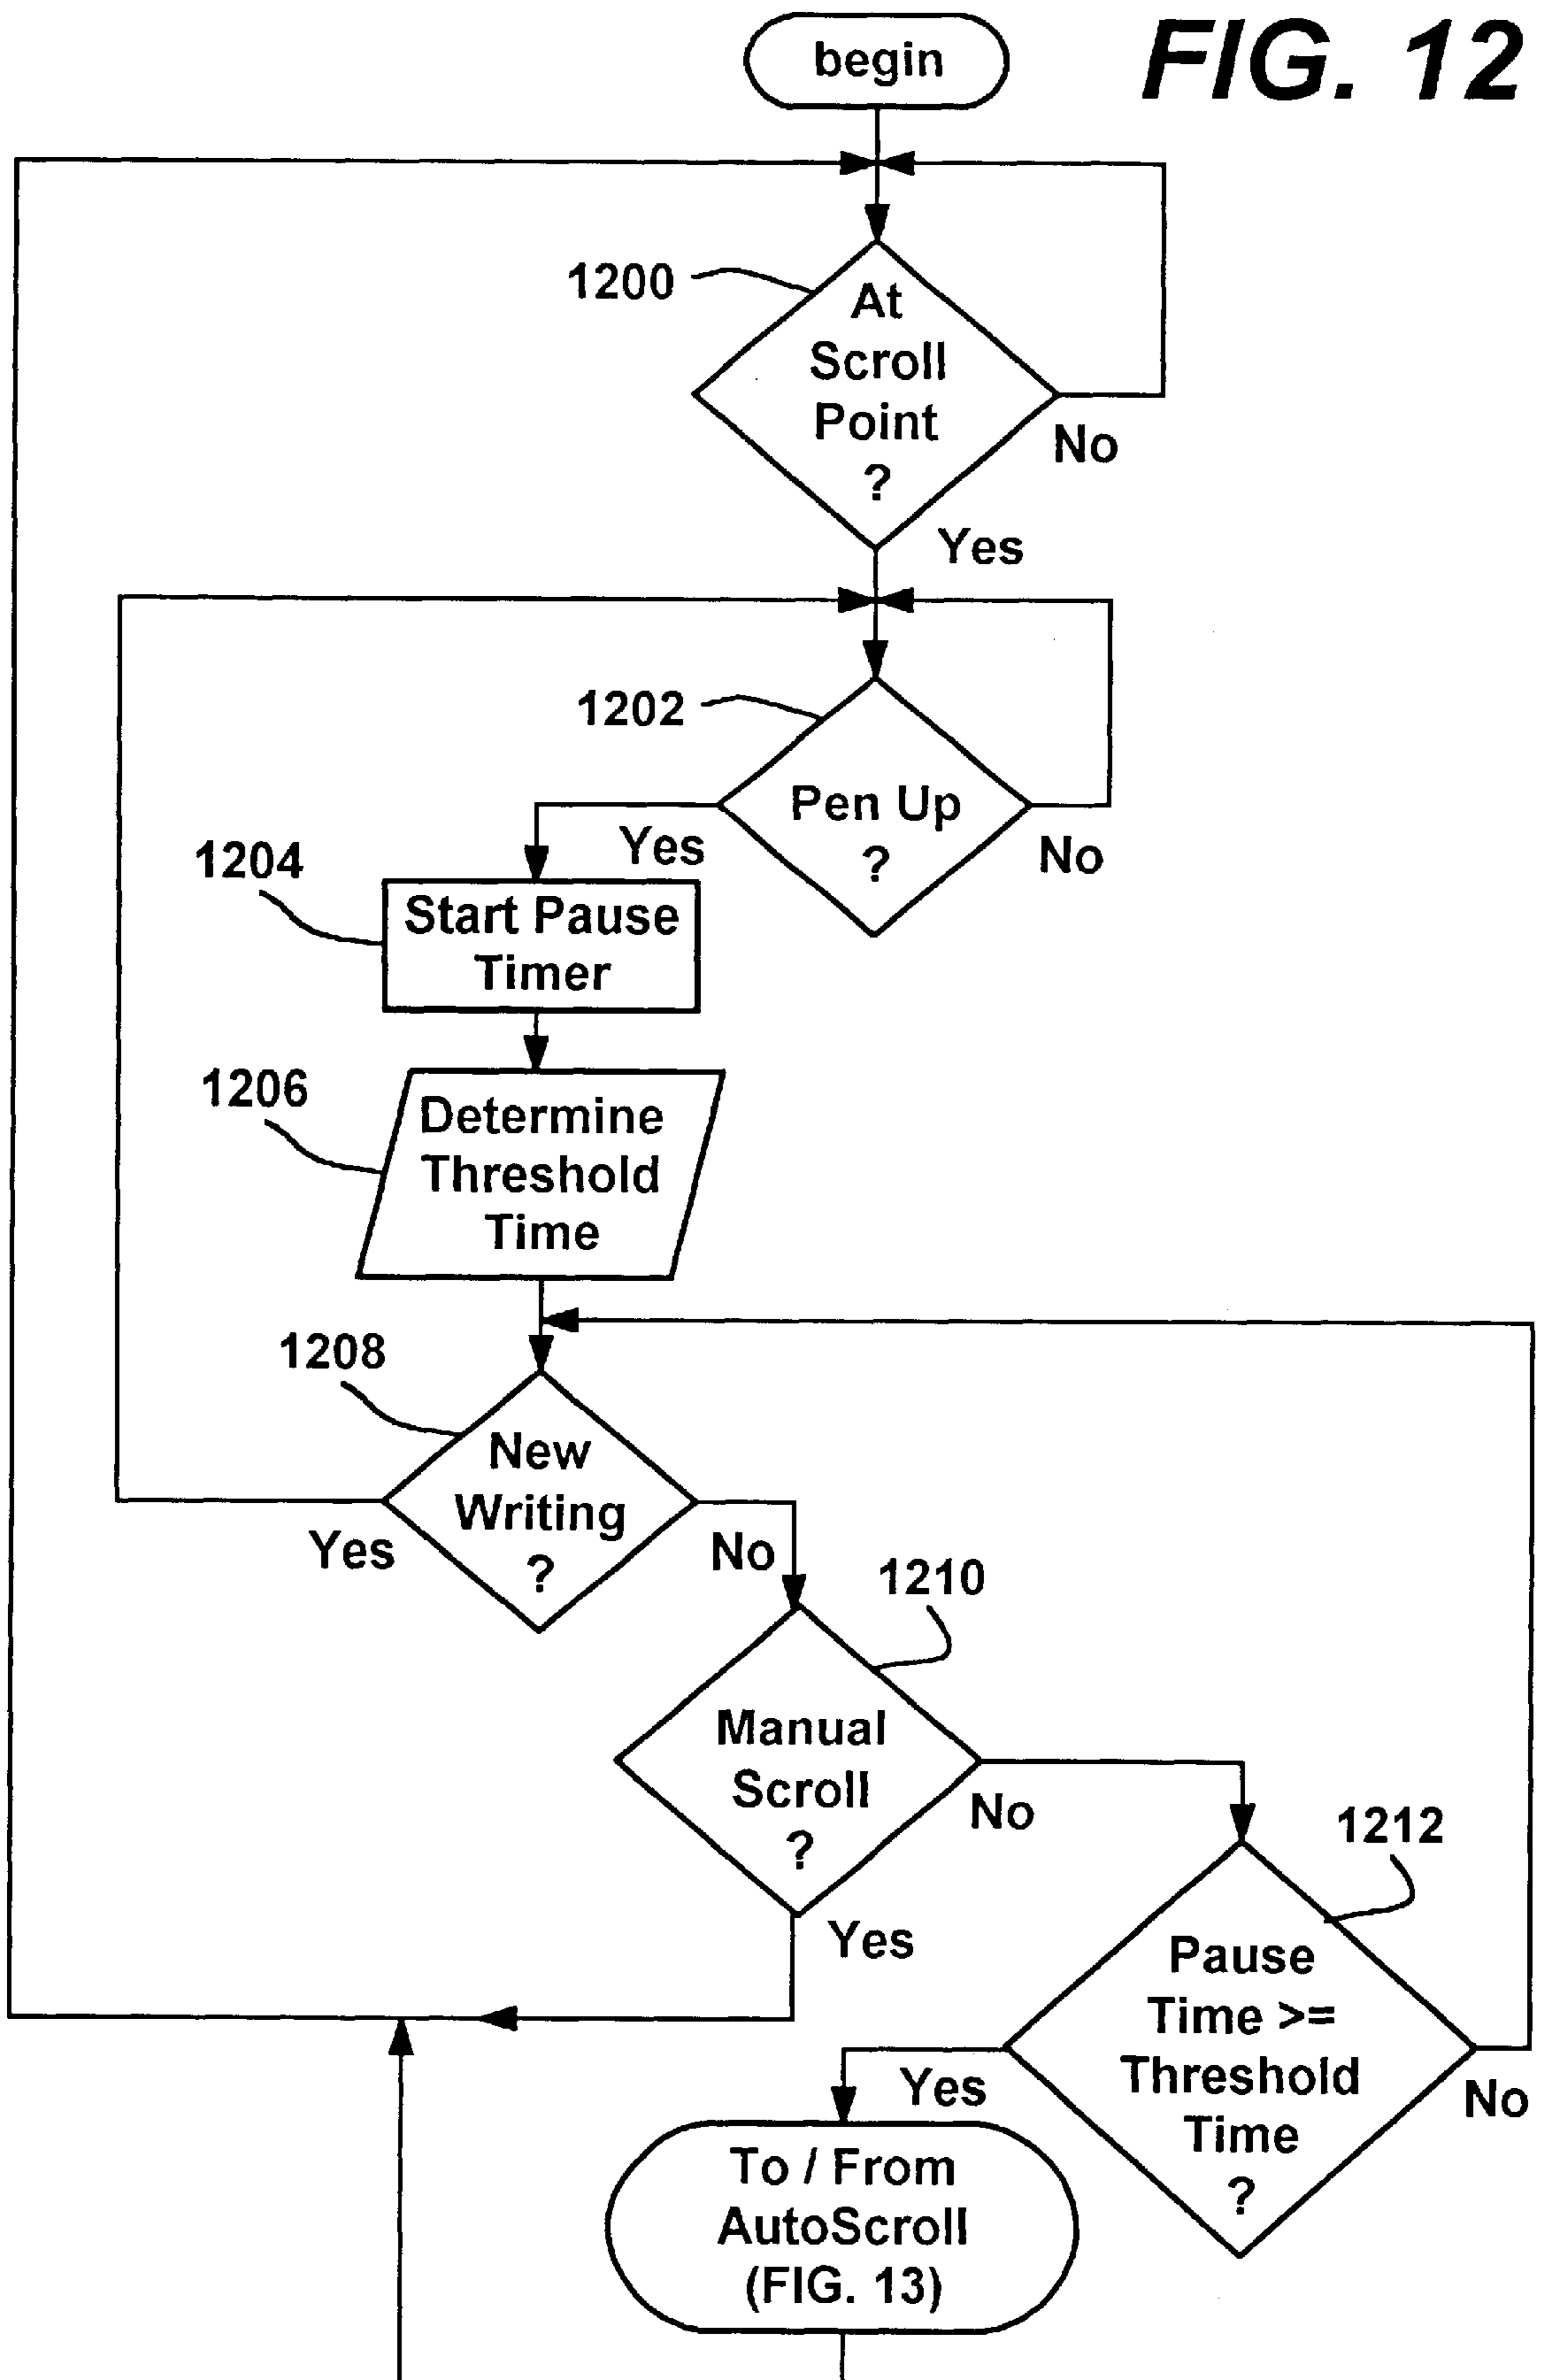 FIG. 12
begin
1200
At
Scroll
Point
?
No
Yes
1202
Pen Up
?
Yes
No
1204
Start Pause
Timer
1206
Determine
Threshold
Time
1208
New
Writing
?
Yes
No
1210
Manual
Scroll
?
No
Yes
1212
Pause
Time >=
Threshold
Time
?
Yes
No
To / From
AutoScroll
(FIG. 13)